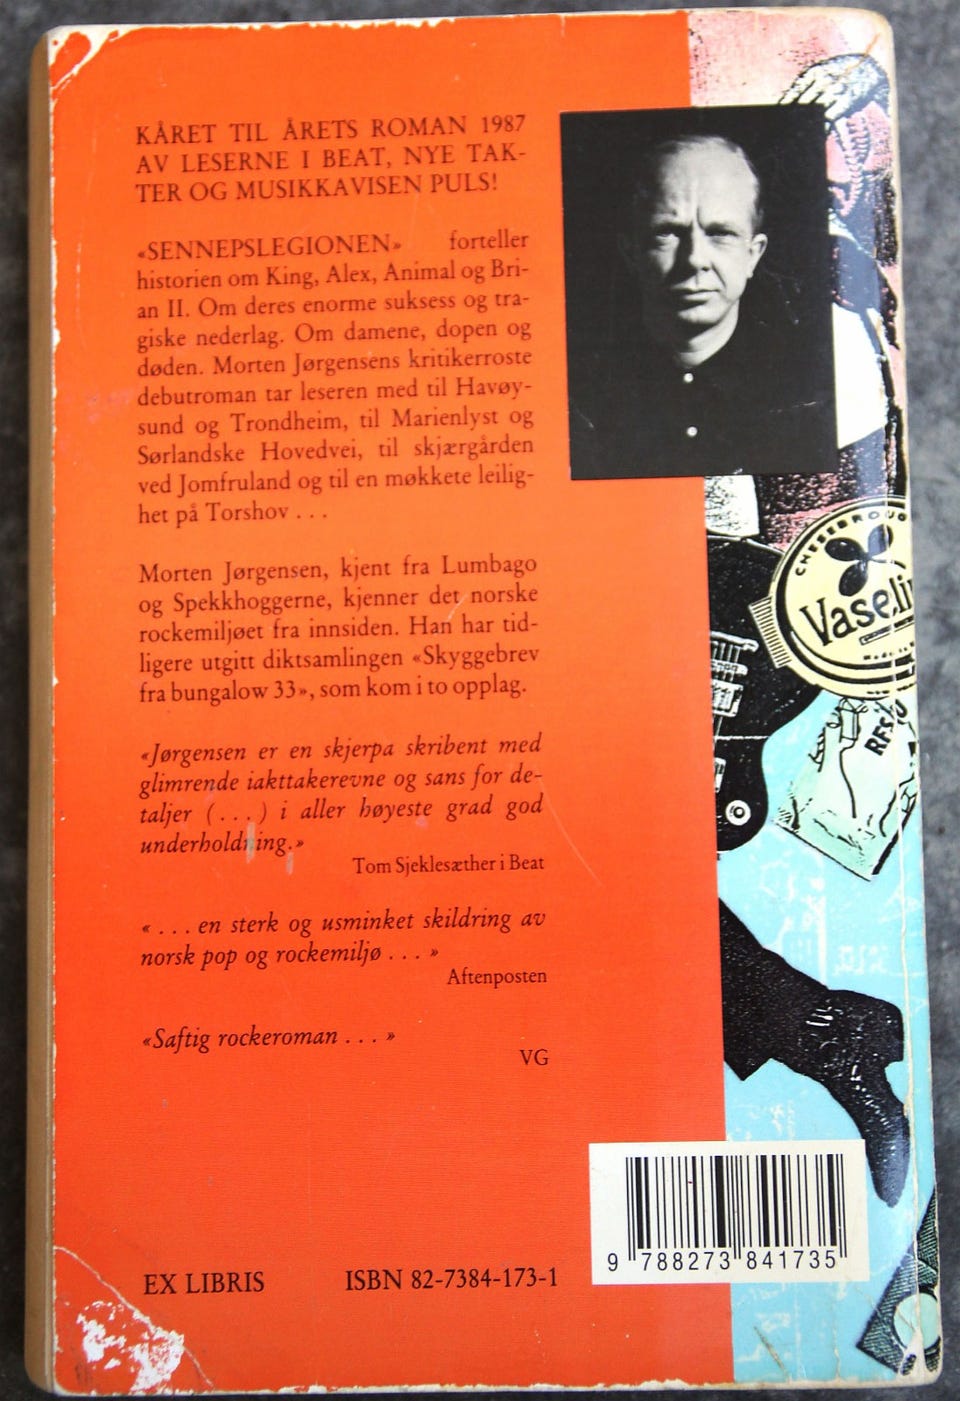 KÅRET TIL ÅRETS ROMAN 1987
AV LESERNE I BEAT, NYE TAK-
TER OG MUSIKKAVISEN PULS!
«SENNEPSLEGIONEN» forteller
historien om King, Alex, Animal og Bri-
an II. Om deres enorme suksess og tra-
giske nederlag. Om damene, dopen og
døden. Morten Jørgensens kritikerroste
debutroman tar leseren med til Havøy-
sund og Trondheim, til Marienlyst og
Sørlandske Hovedvei, til skjærgården
ved Jomfruland og til en møkkete leilig-
het på Torshov . . .
Morten Jørgensen, kjent fra Lumbago
og Spekkhoggerne, kjenner det norske
rockemiljøet fra innsiden. Han har tid-
ligere utgitt diktsamlingen «Skyggebrev
fra bungalow 33», som kom i to opplag.
«Jørgensen er en skjerpa skribent med
glimrende iakttakerevne og sans for de-
taljer (. . .) i aller høyeste grad god
underholdning.»
Tom Sjeklesæther i Beat
« . . . en sterk og usminket skildring av
norsk pop og rockemiljø . . . »
Aftenposten
«Saftig rockeroman . . . »
VG
CHESEBROUG
Vaselin
9 788273 841735
EX LIBRIS ISBN 82-7384-173-1